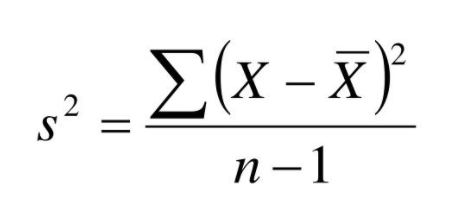 s² = ∑(X − X̄)² / n − 1